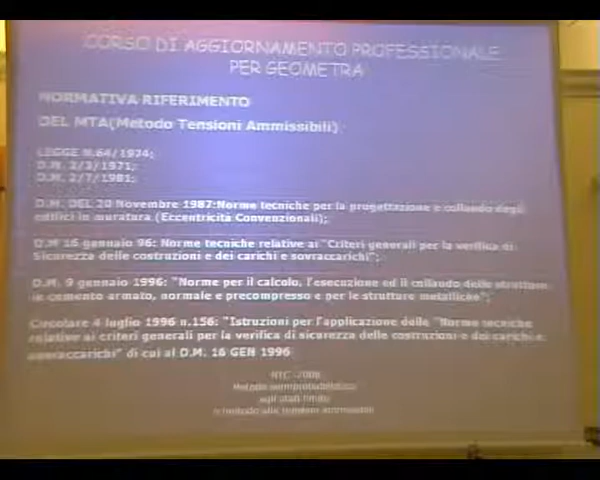 CORSO DI AGGIORNAMENTO PROFESSIONALE
PER GEOMETRA
NORMATIVA RIFERIMENTO
DEL MTA(Metodo Tensioni Ammissibili)
LEGGE N.64/1974;
D.M. 3/3/1971;
D.M. 2/7/1981;
D.M. DEL 20 Novembre 1987:Norme tecniche per la progettazione e collaudo degli
edifici in muratura (Eccentricità Convenzionali);
D.M 16 gennaio 96: Norme tecniche relative ai "Criteri generali per la verifica di
Sicurezza delle costruzioni e dei carichi e sovraccarichi";
D.M. 9 gennaio 1996: "Norme per il calcolo, l'esecuzione ed il collaudo delle strutture
in cemento armato, normale e precompresso e per le strutture metalliche";
Circolare 4 luglio 1996 n.156: "Istruzioni per l'applicazione delle "Norme tecniche
relative ai criteri generali per la verifica di sicurezza delle costruzioni e dei carichi e
sovraccarichi" di cui al D.M. 16 GEN 1996
NTC -2008
Metodo semiprobabilistico
agli stati limite
alle tensioni ammissibili